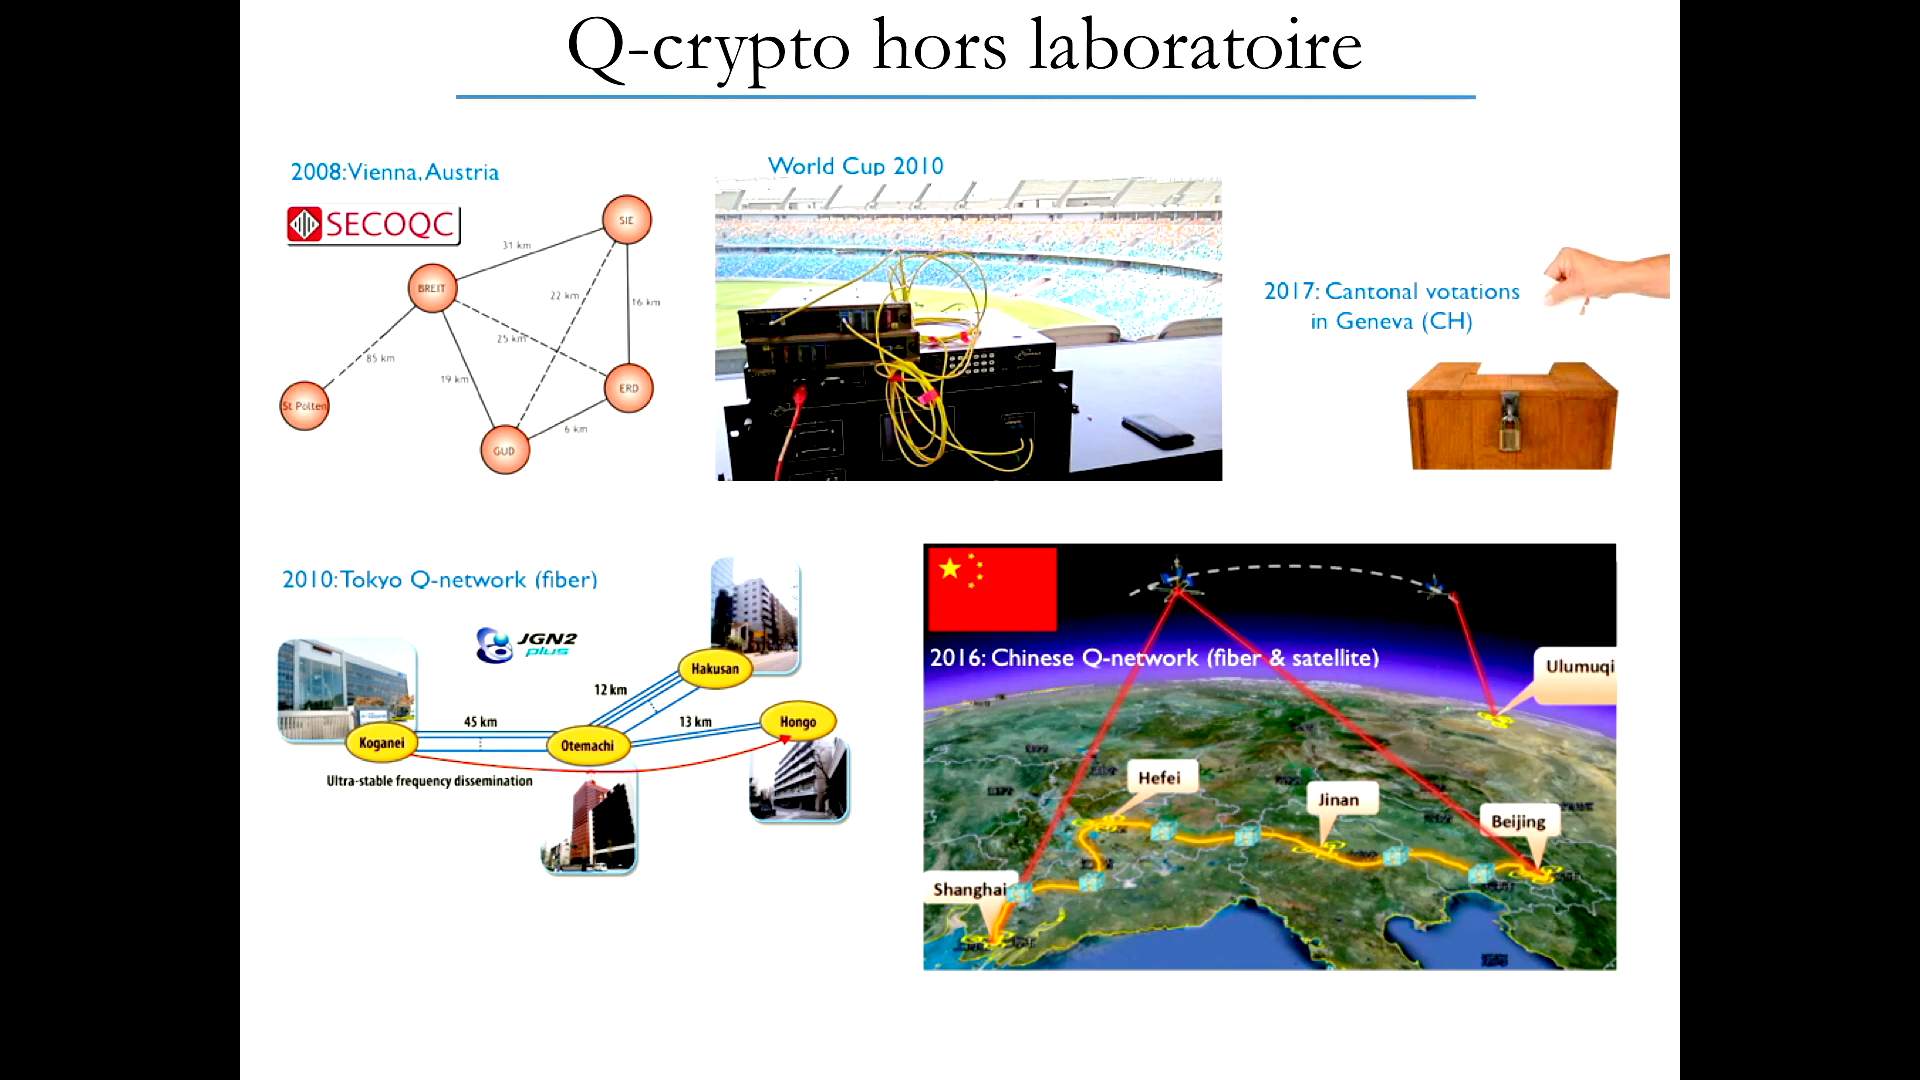 Q-crypto hors laboratoire
2008: Vienna, Austria
SECOQC
SIE
31 km
BREIT
22 km
16 km
25 km
85 km
19 km
ERD
St Pölten
6 km
GUD
World Cup 2010
2017: Cantonal votations
in Geneva (CH)
2010: Tokyo Q-network (fiber)
JGN2
plus
Hakusan
12 km
45 km
13 km
Hongo
Koganei
Otemachi
Ultra-stable frequency dissemination
2016: Chinese Q-network (fiber & satellite)
Ulumuqi
Hefei
Jinan
Beijing
Shanghai